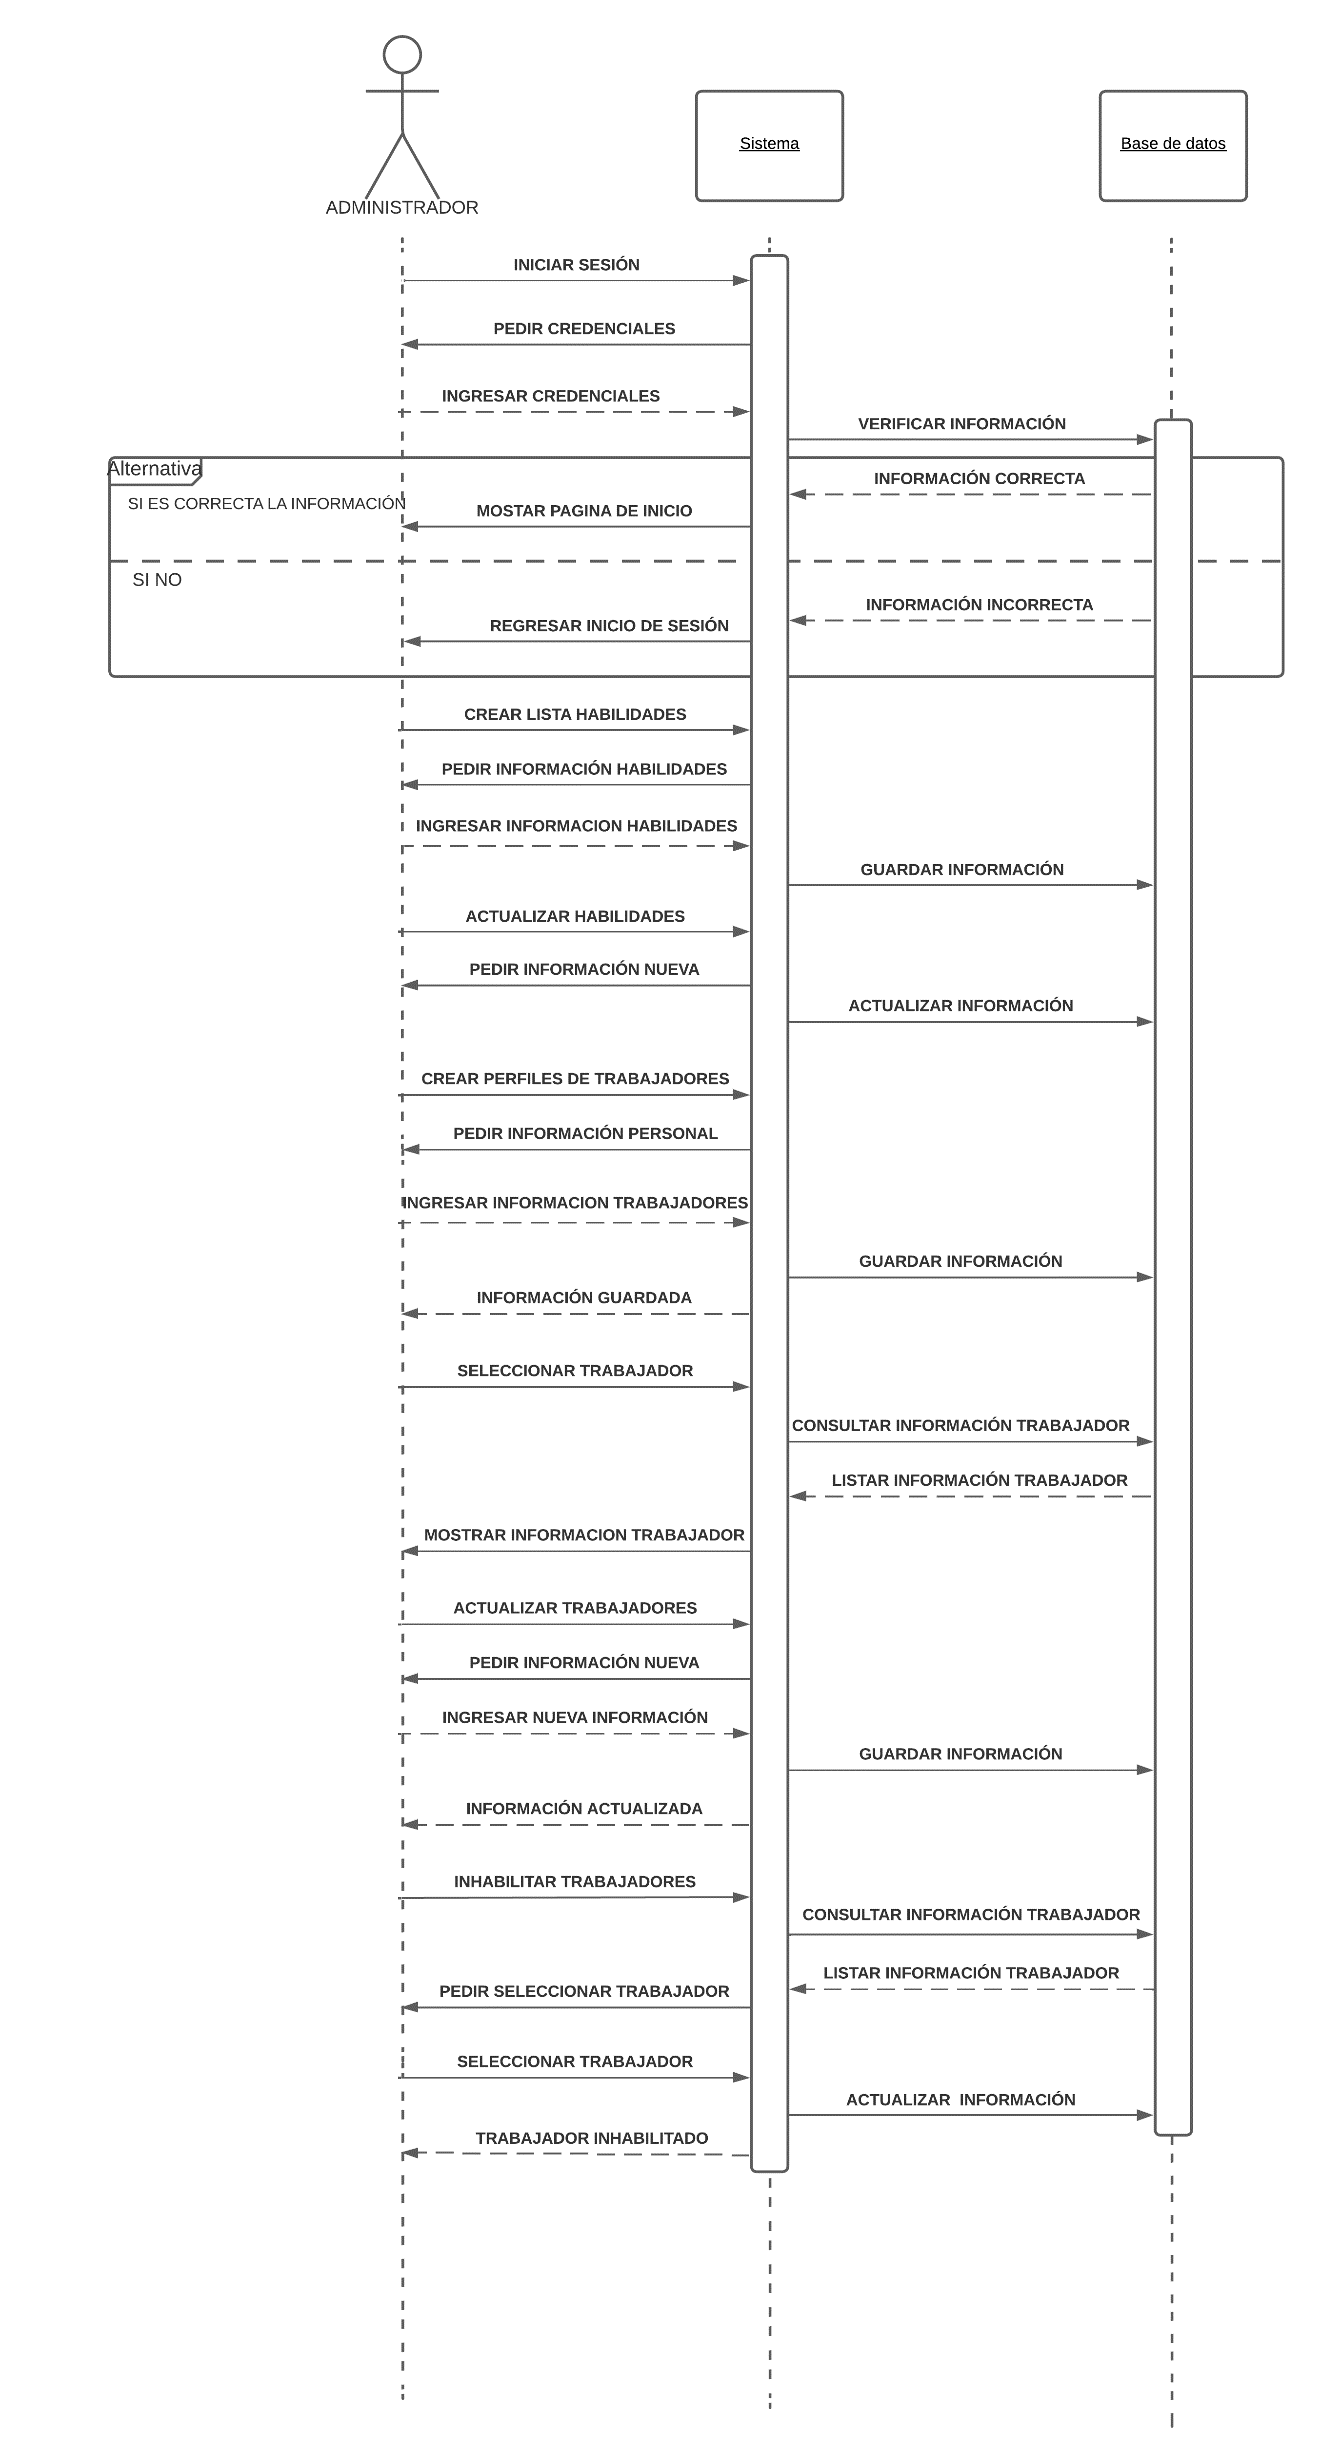 Sistema
Base de datos
ADMINISTRADOR
INICIAR SESIÓN
PEDIR CREDENCIALES
INGRESAR CREDENCIALES
VERIFICAR INFORMACIÓN
Alternativa
INFORMACIÓN CORRECTA
SI ES CORRECTA LA INFORMACIÓN
MOSTAR PAGINA DE INICIO
SI NO
INFORMACIÓN INCORRECTA
REGRESAR INICIO DE SESIÓN
CREAR LISTA HABILIDADES
PEDIR INFORMACIÓN HABILIDADES
INGRESAR INFORMACION HABILIDADES
GUARDAR INFORMACIÓN
ACTUALIZAR HABILIDADES
PEDIR INFORMACIÓN NUEVA
ACTUALIZAR INFORMACIÓN
CREAR PERFILES DE TRABAJADORES
PEDIR INFORMACIÓN PERSONAL
INGRESAR INFORMACION TRABAJADORES
GUARDAR INFORMACIÓN
INFORMACIÓN GUARDADA
SELECCIONAR TRABAJADOR
CONSULTAR INFORMACIÓN TRABAJADOR
LISTAR INFORMACIÓN TRABAJADOR
MOSTRAR INFORMACION TRABAJADOR
ACTUALIZAR TRABAJADORES
PEDIR INFORMACIÓN NUEVA
INGRESAR NUEVA INFORMACIÓN
GUARDAR INFORMACIÓN
INFORMACIÓN ACTUALIZADA
INHABILITAR TRABAJADORES
CONSULTAR INFORMACIÓN TRABAJADOR
LISTAR INFORMACIÓN TRABAJADOR
PEDIR SELECCIONAR TRABAJADOR
SELECCIONAR TRABAJADOR
ACTUALIZAR  INFORMACIÓN
TRABAJADOR INHABILITADO